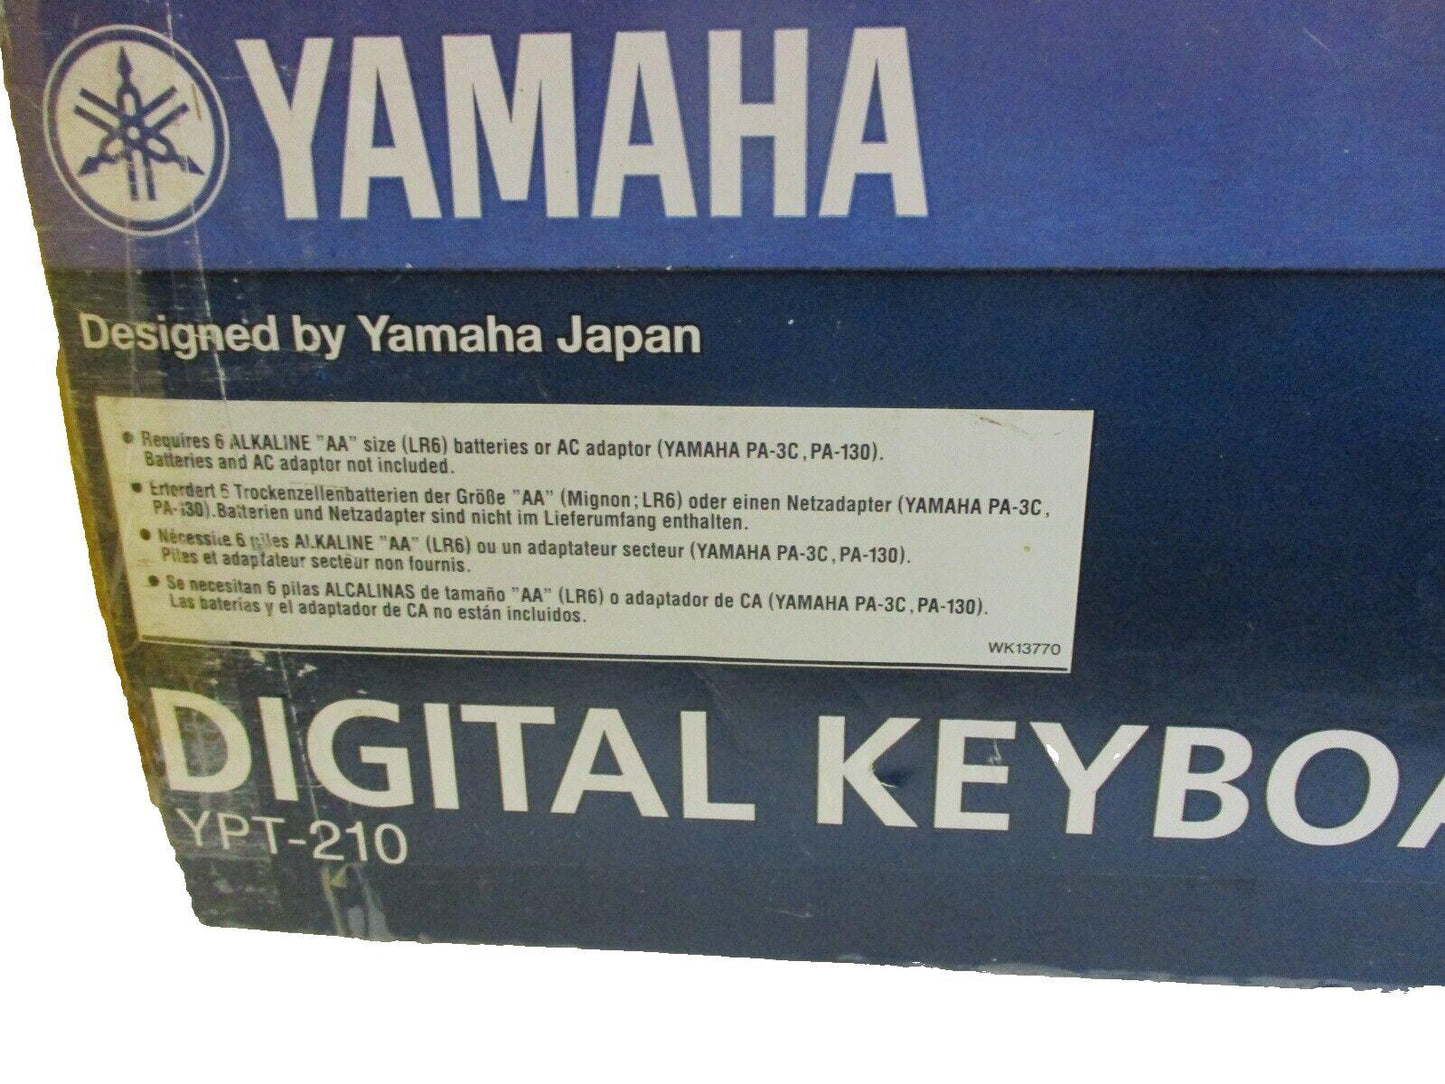 YAMAHA
Designed by Yamaha Japan
• Requires 6 ALKALINE "AA" size (LR6) batteries or AC adaptor (YAMAHA PA-3C, PA-130).
Batteries and AC adaptor not included.
• Erfordert 6 Trockenzellenbatterien der Größe "AA" (Mignon; LR6) oder einen Netzadapter (YAMAHA PA-3C,
PA-130). Batterien und Netzadapter sind nicht im Lieferumfang enthalten.
• Nécessite 6 piles ALKALINE "AA" (LR6) ou un adaptateur secteur (YAMAHA PA-3C, PA-130).
Piles et adaptateur secteur non fournis.
• Se necesitan 6 pilas ALCALINAS de tamaño "AA" (LR6) o adaptador de CA (YAMAHA PA-3C, PA-130).
Las baterías y el adaptador de CA no están incluidos.
WK13770
DIGITAL KEYBOA
YPT-210